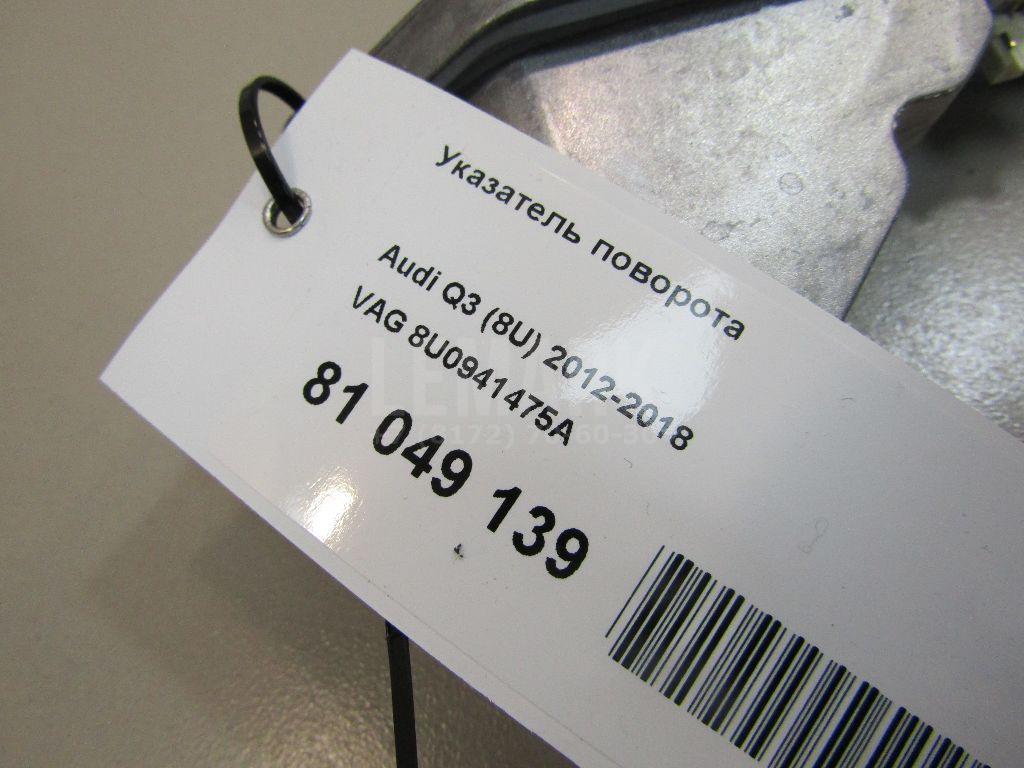 Указатель поворота
Audi Q3 (8U) 2012-2018
VAG 8U0941475A
81 049 139